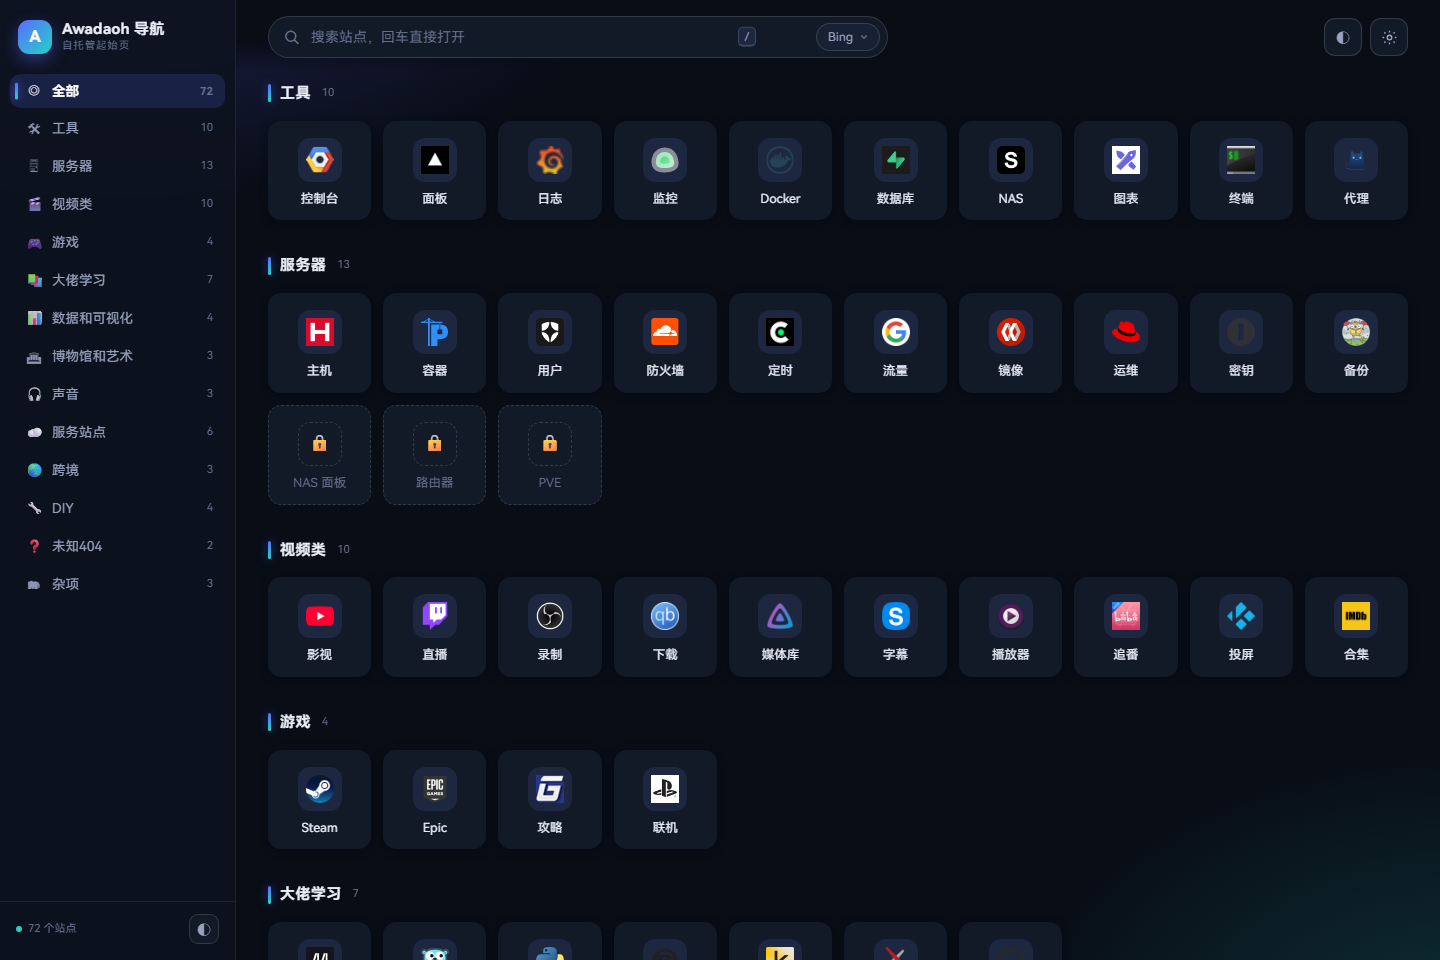 A
Awadaoh 导航
自托管起始页
全部 72
工具 10
服务器 13
视频类 10
游戏 4
大佬学习 7
数据和可视化 4
博物馆和艺术 3
声音 3
服务站点 6
跨境 3
DIY 4
未知404 2
杂项 3
72 个站点
搜索站点，回车直接打开 / Bing
工具 10
控制台 面板 日志 监控 Docker 数据库 NAS 图表 终端 代理
服务器 13
主机 容器 用户 防火墙 定时 流量 镜像 运维 密钥 备份
NAS 面板 路由器 PVE
视频类 10
影视 直播 录制 下载 媒体库 字幕 播放器 追番 投屏 合集
游戏 4
Steam Epic 攻略 联机
大佬学习 7